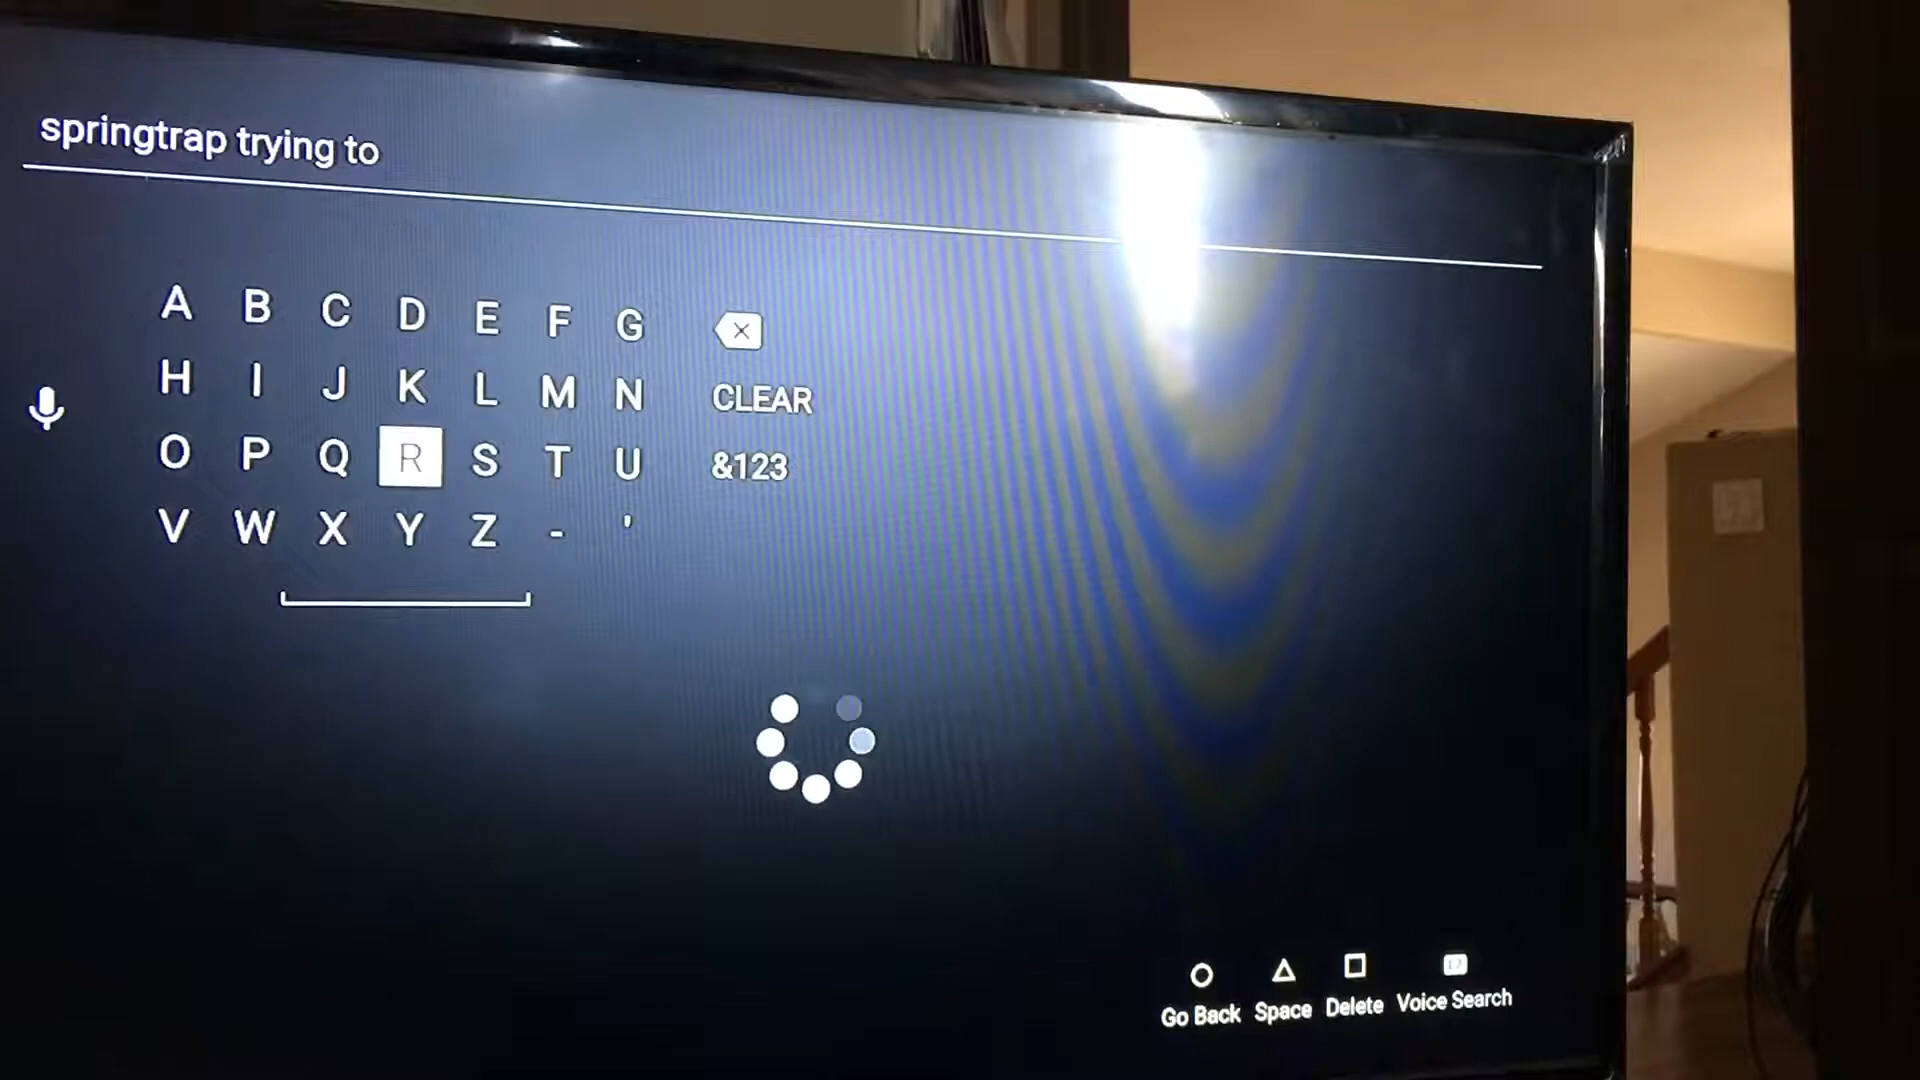 springtrap trying to
A B C D E F G
H I J K L M N CLEAR
O P Q R S T U &123
V W X Y Z - '
Go Back Space Delete Voice Search